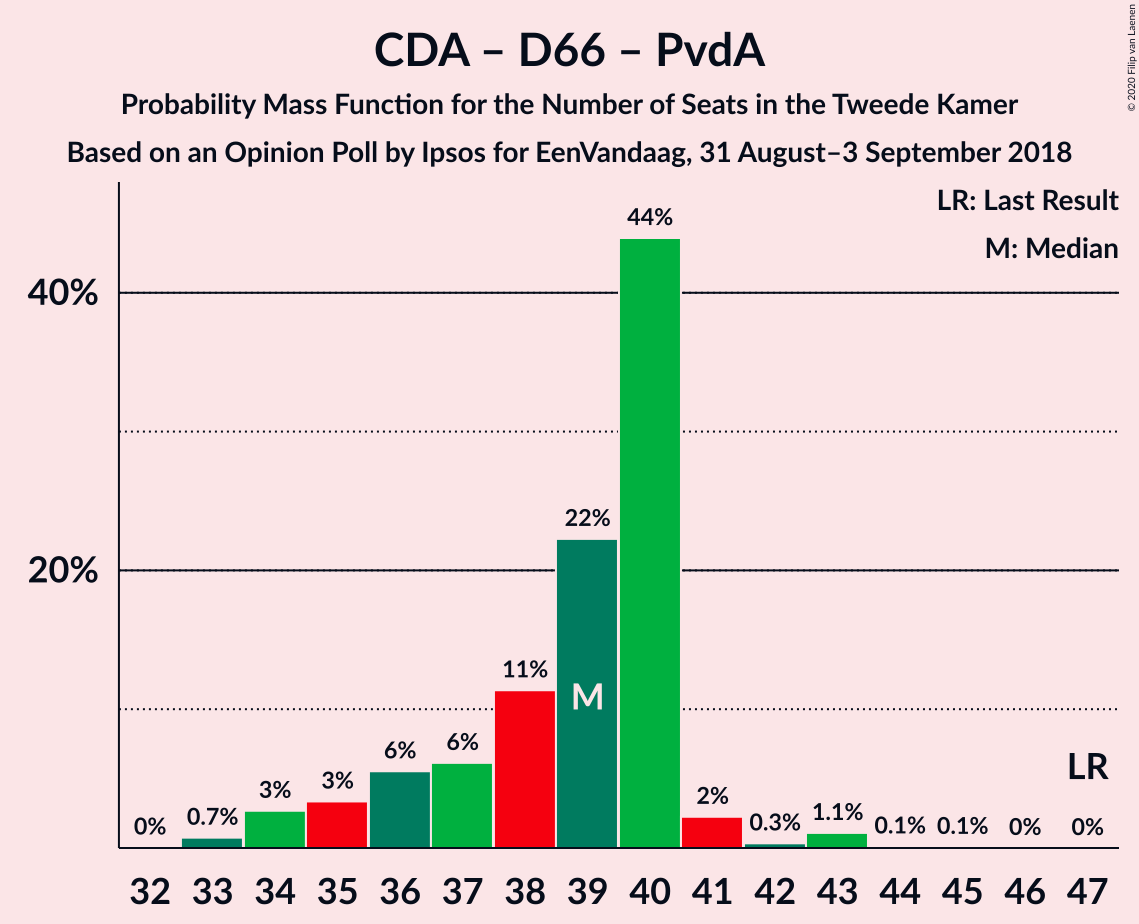 CDA – D66 – PvdA
Probability Mass Function for the Number of Seats in the Tweede Kamer
Based on an Opinion Poll by Ipsos for EenVandaag, 31 August–3 September 2018
© 2020 Filip van Laenen
LR: Last Result
M: Median
40%
20%
0%
0.7%
3%
3%
6%
6%
11%
22%
44%
2%
0.3%
1.1%
0.1%
0.1%
0%
0%
M
LR
32 33 34 35 36 37 38 39 40 41 42 43 44 45 46 47